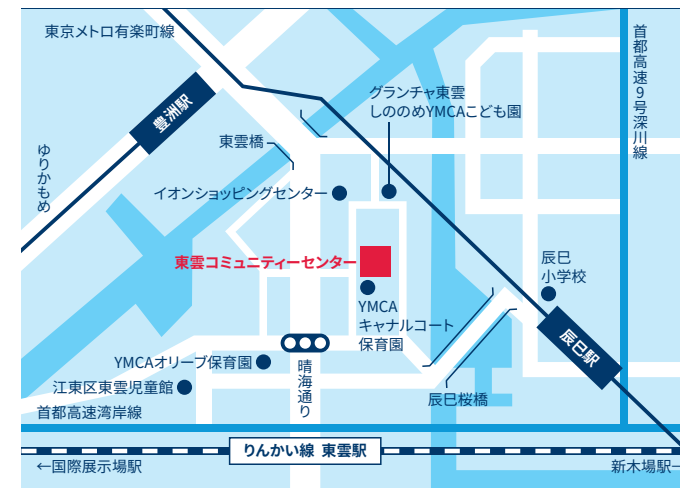 東京メトロ有楽町線
首都高速9号深川線
グランチャ東雲
しののめYMCAこども園
豊洲駅
東雲橋
ゆりかもめ
イオンショッピングセンター
東雲コミュニティーセンター
辰巳
小学校
YMCA
キャナルコート
保育園
辰巳駅
YMCAオリーブ保育園
晴海通り
江東区東雲児童館
辰巳桜橋
首都高速湾岸線
りんかい線 東雲駅
←国際展示場駅
新木場駅→